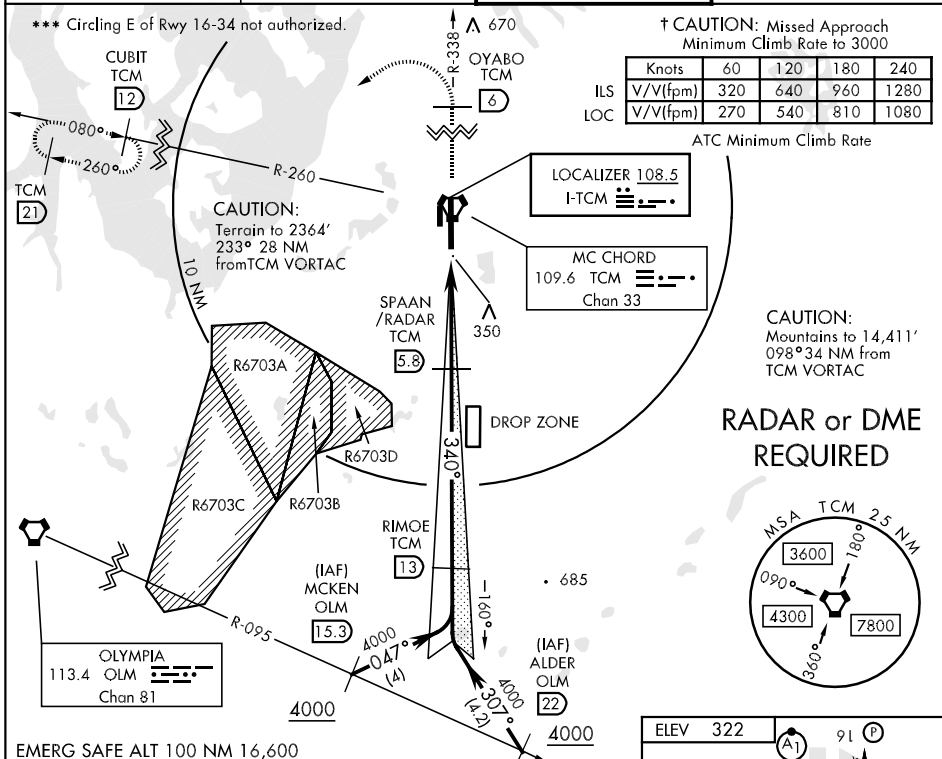 *** Circling E of Rwy 16-34 not authorized.
CUBIT
TCM
12
080°
260°
TCM
21
R-260
10 NM
CAUTION:
Terrain to 2364'
233° 28 NM
fromTCM VORTAC
R-338
670
OYABO
TCM
6
† CAUTION: Missed Approach
Minimum Climb Rate to 3000
Knots 60 120 180 240
ILS V/V(fpm) 320 640 960 1280
LOC V/V(fpm) 270 540 810 1080
ATC Minimum Climb Rate
LOCALIZER 108.5
I-TCM
MC CHORD
109.6 TCM
Chan 33
350
SPAAN
/RADAR
TCM
5.8
CAUTION:
Mountains to 14,411'
098° 34 NM from
TCM VORTAC
R6703A
R6703D
R6703B
R6703C
DROP ZONE
340°
RADAR or DME
REQUIRED
RIMOE
TCM
13
685
160°
(IAF)
MCKEN
OLM
15.3
4000
047°
(4)
4000
R-095
OLYMPIA
113.4 OLM
Chan 81
(IAF)
ALDER
OLM
22
4000
307°
(4.2)
4000
MSA TCM 25 NM
3600
180°
090°
4300
7800
360°
EMERG SAFE ALT 100 NM 16,600
ELEV 322
A1
16
P